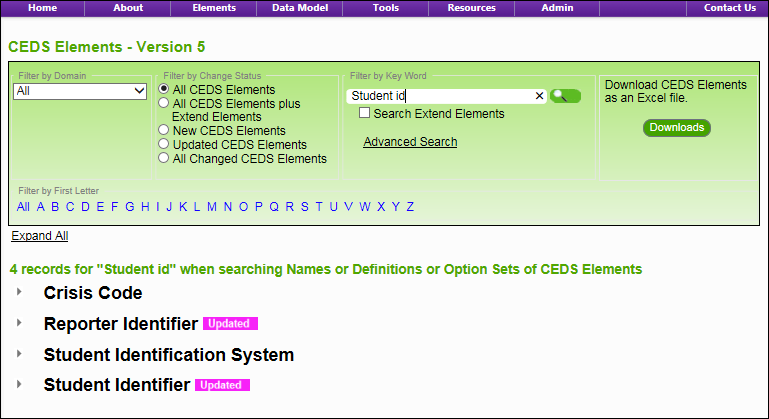 Home About Elements Data Model Tools Resources Admin Contact Us
CEDS Elements - Version 5
Filter by Domain
All
Filter by Change Status
All CEDS Elements
All CEDS Elements plus
Extend Elements
New CEDS Elements
Updated CEDS Elements
All Changed CEDS Elements
Filter by Key Word
Student id
Search Extend Elements
Advanced Search
Download CEDS Elements
as an Excel file.
Downloads
Filter by First Letter
All A B C D E F G H I J K L M N O P Q R S T U V W X Y Z
Expand All
4 records for "Student id" when searching Names or Definitions or Option Sets of CEDS Elements
Crisis Code
Reporter Identifier Updated
Student Identification System
Student Identifier Updated